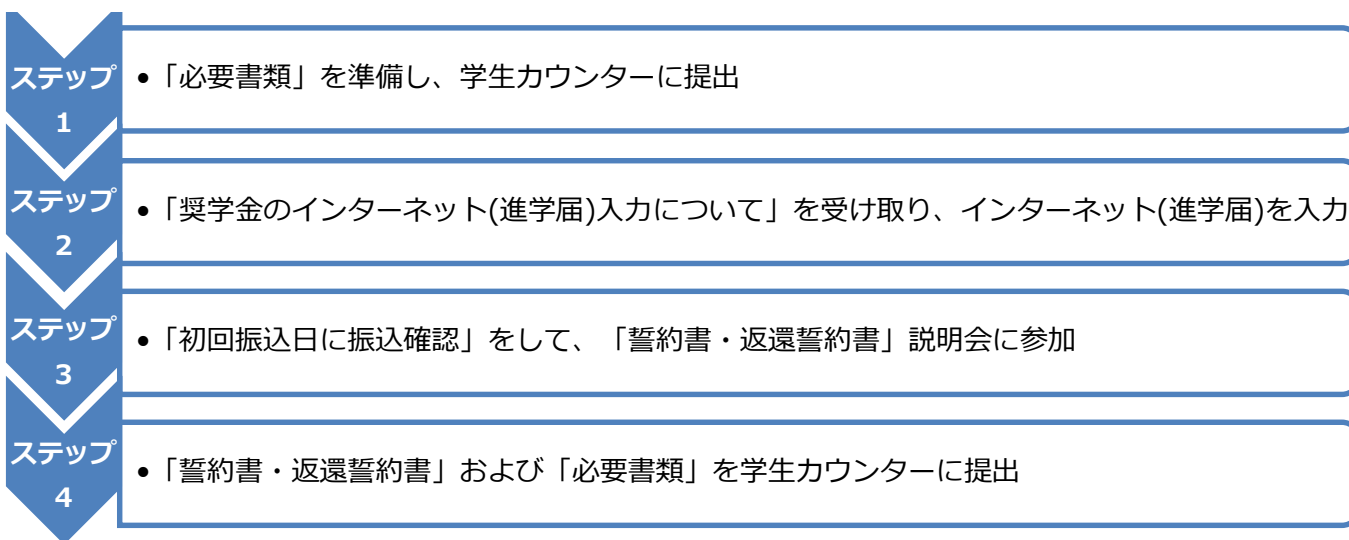 ステップ
1
• 「必要書類」を準備し、学生カウンターに提出
ステップ
2
• 「奨学金のインターネット(進学届)入力について」を受け取り、インターネット(進学届)を入力
ステップ
3
• 「初回振込日に振込確認」をして、「誓約書・返還誓約書」説明会に参加
ステップ
4
• 「誓約書・返還誓約書」および「必要書類」を学生カウンターに提出